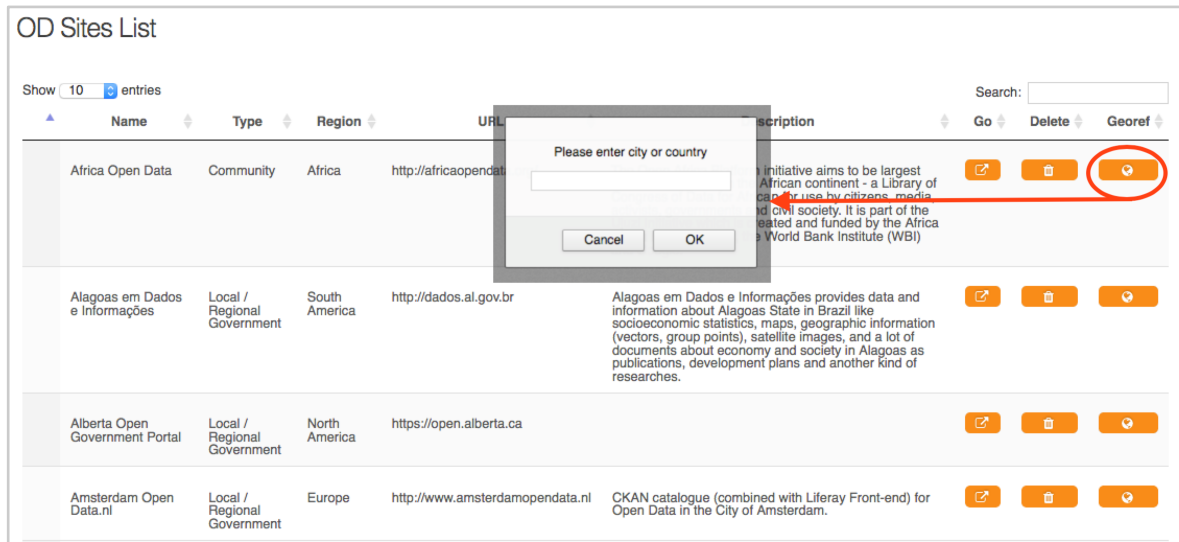 OD Sites List
Show 10 entries
Search:
Name Type Region URL scription Go Delete Georef
Please enter city or country
Cancel OK
Africa Open Data Community Africa http://africaopendat initiative aims to be largest
African continent - a Library of
can for use by citizens, media,
nd civil society. It is part of the
eated and funded by the Africa
e World Bank Institute (WBI)
Alagoas em Dados Local / South http://dados.al.gov.br Alagoas em Dados e Informações provides data and
e Informações Regional America information about Alagoas State in Brazil like
Government socioeconomic statistics, maps, geographic information
(vectors, group points), satellite images, and a lot of
documents about economy and society in Alagoas as
publications, development plans and another kind of
researches.
Alberta Open Local / North https://open.alberta.ca
Government Portal Regional America
Government
Amsterdam Open Local / Europe http://www.amsterdamopendata.nl CKAN catalogue (combined with Liferay Front-end) for
Data.nl Regional Open Data in the City of Amsterdam.
Government